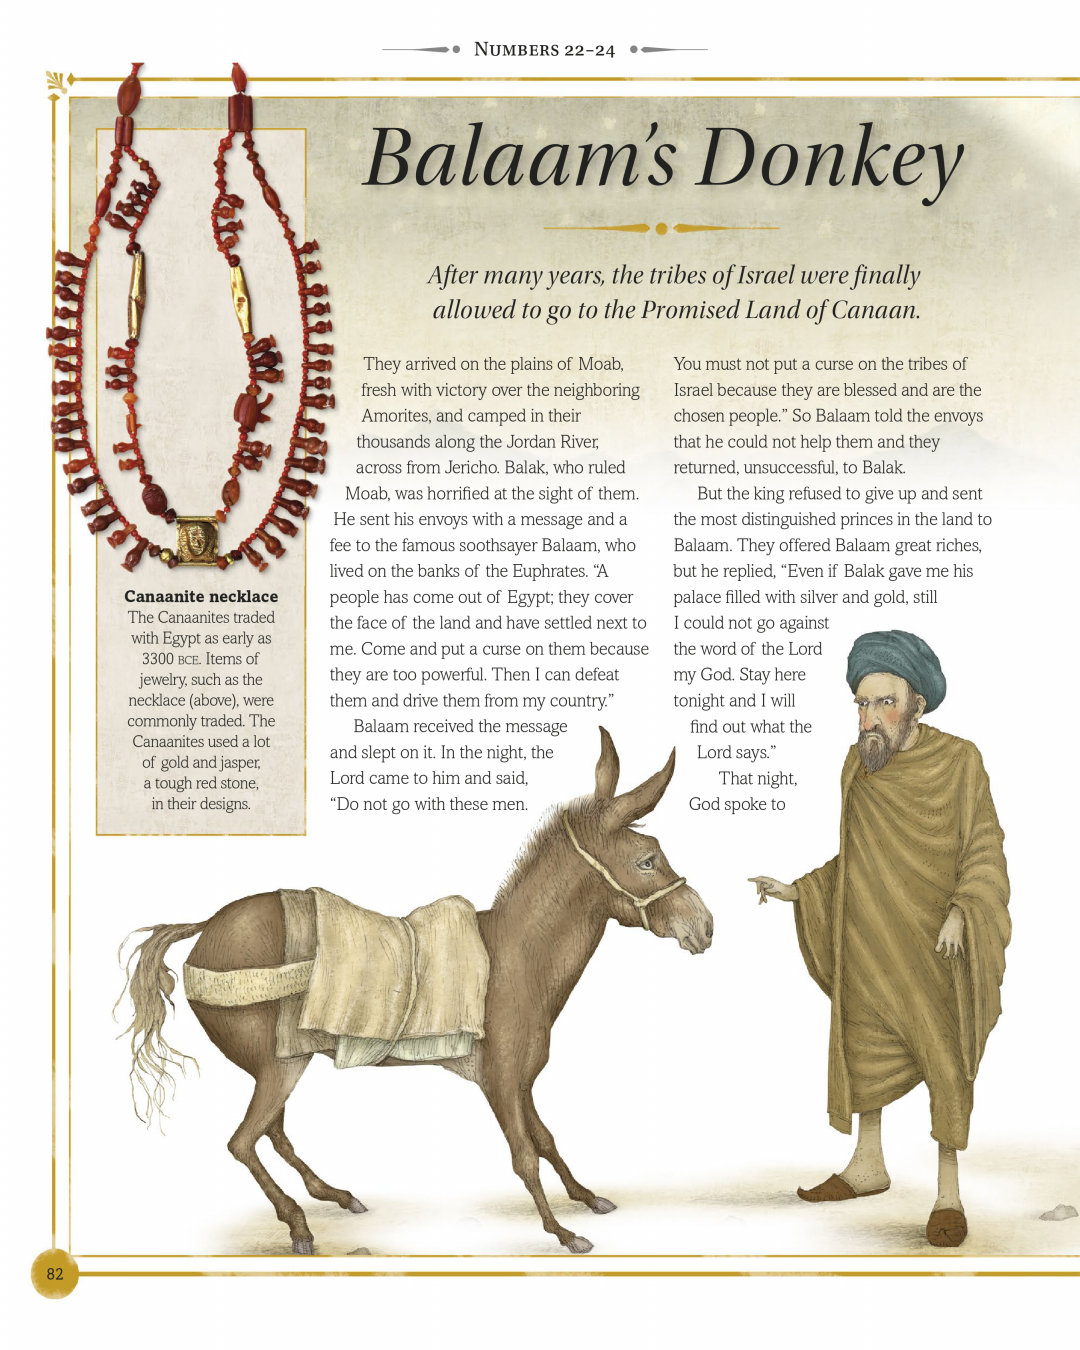 NUMBERS 22–24
Balaam’s Donkey
After many years, the tribes of Israel were finally
allowed to go to the Promised Land of Canaan.
They arrived on the plains of Moab,
fresh with victory over the neighboring
Amorites, and camped in their
thousands along the Jordan River,
across from Jericho. Balak, who ruled
Moab, was horrified at the sight of them.
He sent his envoys with a message and a
fee to the famous soothsayer Balaam, who
lived on the banks of the Euphrates. “A
people has come out of Egypt; they cover
the face of the land and have settled next to
me. Come and put a curse on them because
they are too powerful. Then I can defeat
them and drive them from my country.”
Balaam received the message
and slept on it. In the night, the
Lord came to him and said,
“Do not go with these men.
You must not put a curse on the tribes of
Israel because they are blessed and are the
chosen people.” So Balaam told the envoys
that he could not help them and they
returned, unsuccessful, to Balak.
But the king refused to give up and sent
the most distinguished princes in the land to
Balaam. They offered Balaam great riches,
but he replied, “Even if Balak gave me his
palace filled with silver and gold, still
I could not go against
the word of the Lord
my God. Stay here
tonight and I will
find out what the
Lord says.”
That night,
God spoke to
Canaanite necklace
The Canaanites traded
with Egypt as early as
3300 BCE. Items of
jewelry, such as the
necklace (above), were
commonly traded. The
Canaanites used a lot
of gold and jasper,
a tough red stone,
in their designs.
82